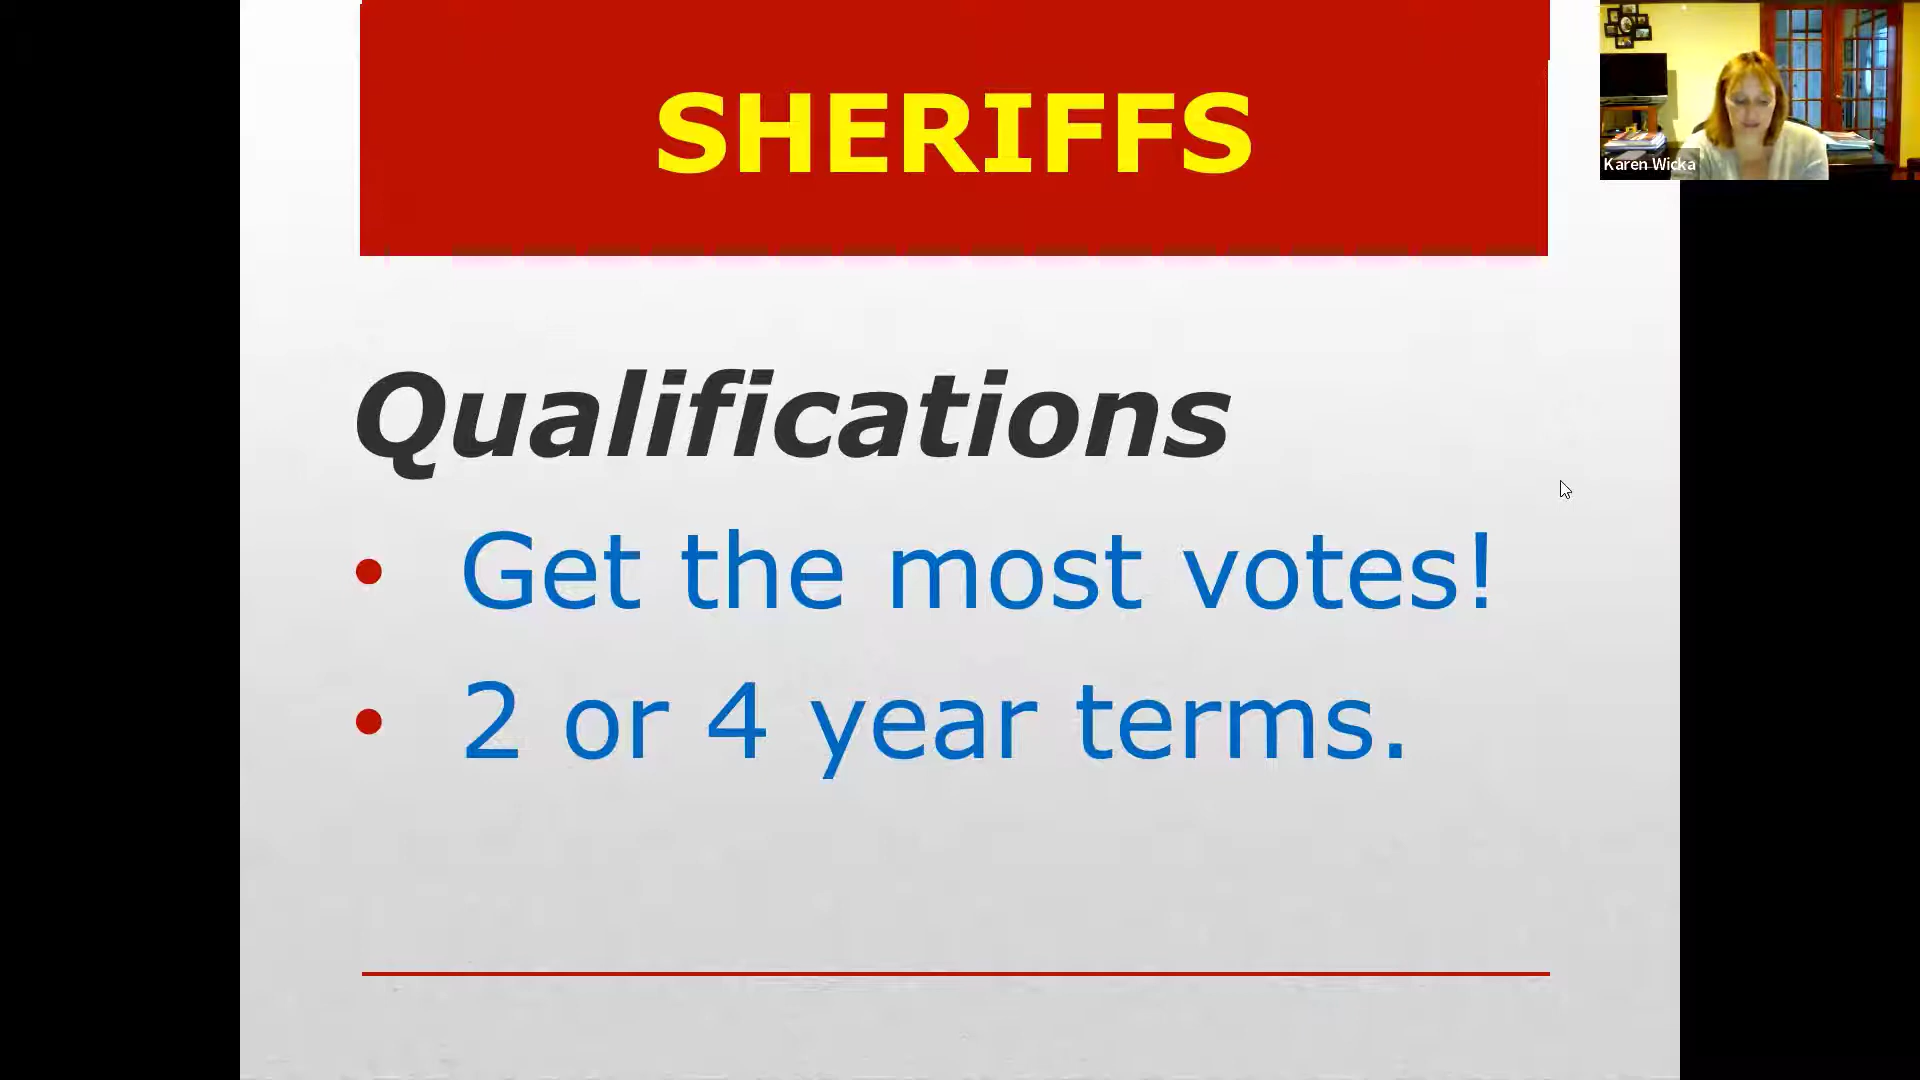 SHERIFFS
Karen Wicka
Qualifications
• Get the most votes!
• 2 or 4 year terms.